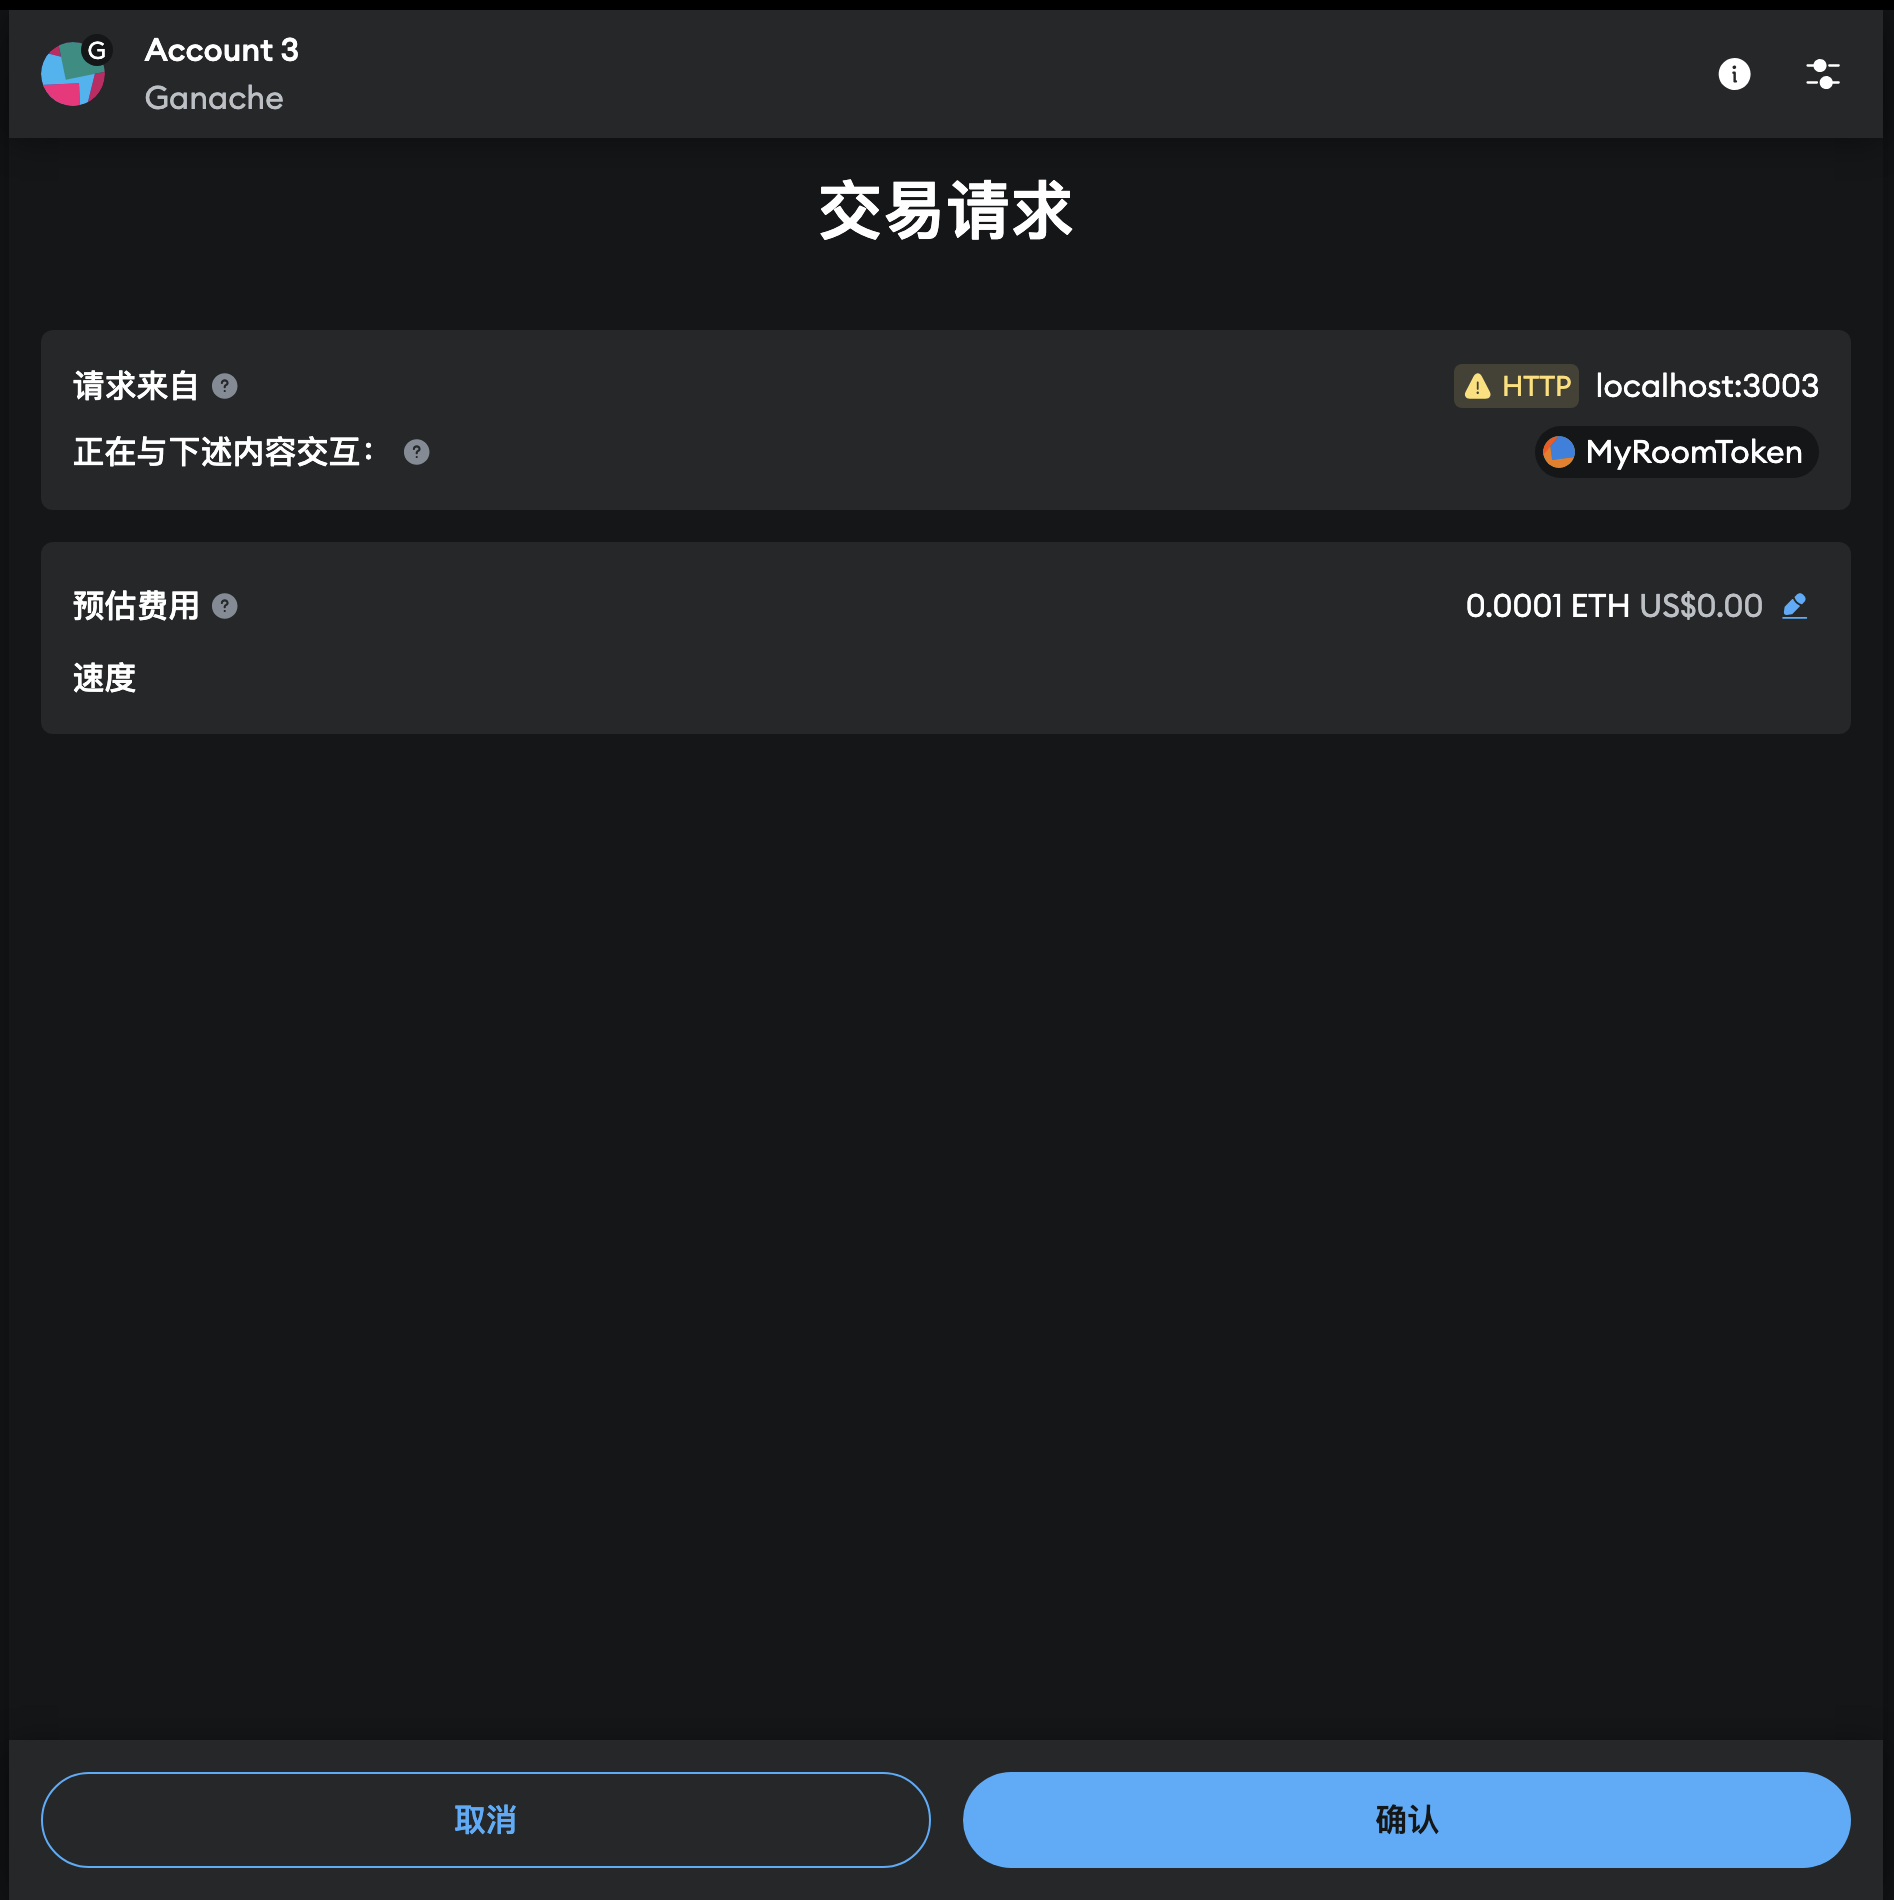 G
Account 3
Ganache
交易请求
请求来自
HTTP localhost:3003
正在与下述内容交互：
MyRoomToken
预估费用
0.0001 ETH US$0.00
速度
取消
确认